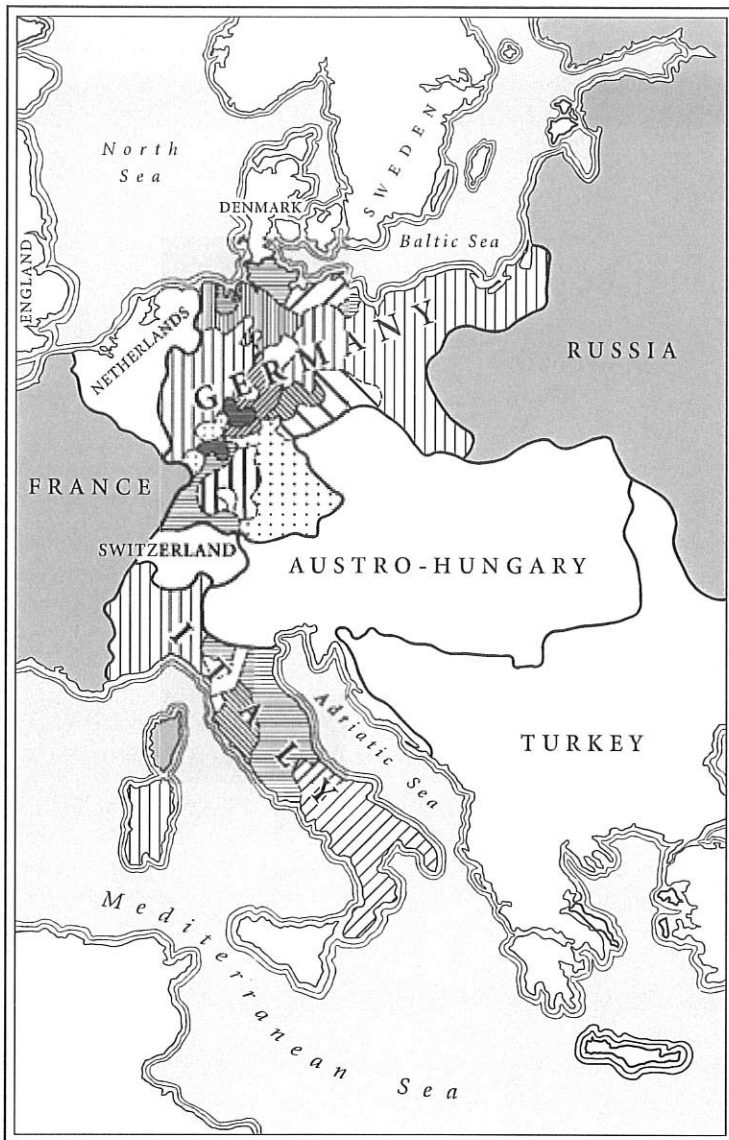 North
Sea
SWEDEN
DENMARK
Baltic Sea
ENGLAND
NETHERLANDS
GERMANY
RUSSIA
FRANCE
SWITZERLAND
AUSTRO-HUNGARY
ITALY
Adriatic Sea
TURKEY
Mediterranean Sea